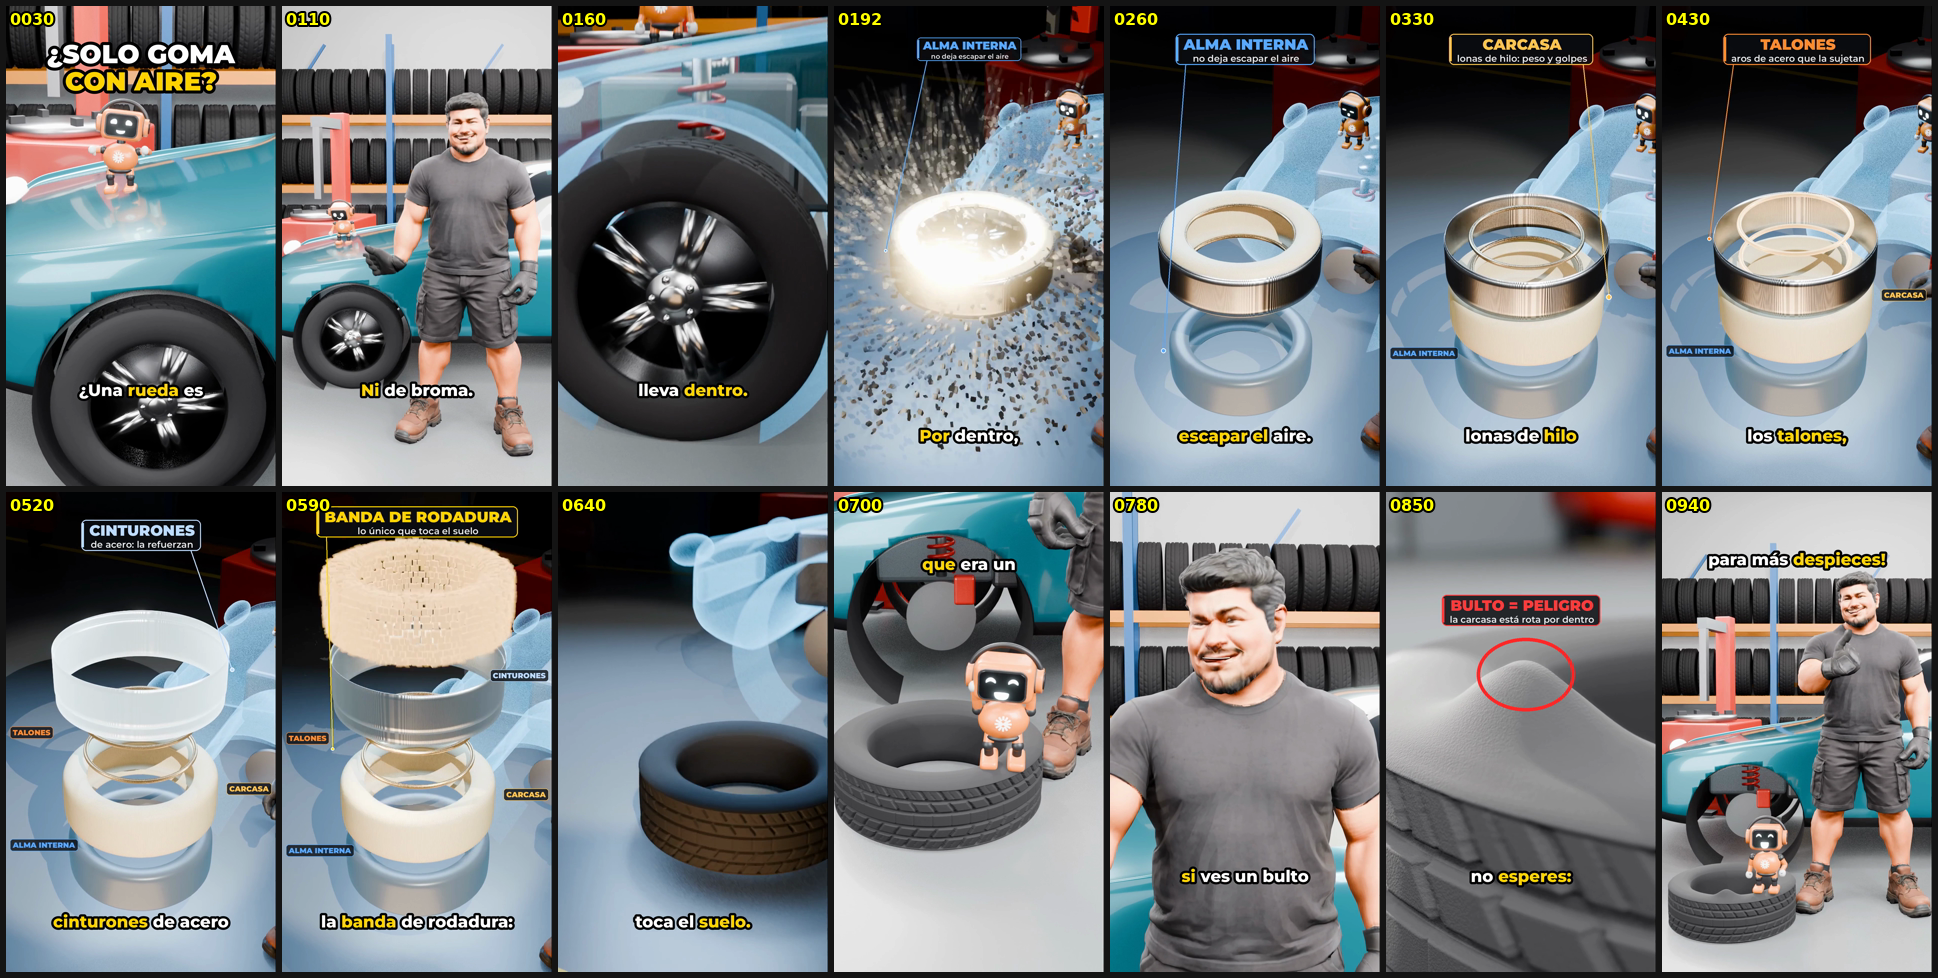 0030
¿SOLO GOMA
CON AIRE?
¿Una rueda es
0110
Ni de broma.
0160
lleva dentro.
0192
ALMA INTERNA
no deja escapar el aire
Por dentro,
0260
ALMA INTERNA
no deja escapar el aire
escapar el aire.
0330
CARCASA
lonas de hilo: peso y golpes
ALMA INTERNA
lonas de hilo
0430
TALONES
aros de acero que la sujetan
CARCASA
ALMA INTERNA
los talones,
0520
CINTURONES
de acero: la refuerzan
TALONES
CARCASA
ALMA INTERNA
cinturones de acero
0590
BANDA DE RODADURA
lo único que toca el suelo
CINTURONES
TALONES
CARCASA
ALMA INTERNA
la banda de rodadura:
0640
toca el suelo.
0700
que era un
0780
si ves un bulto
0850
BULTO = PELIGRO
la carcasa está rota por dentro
no esperes:
0940
para más despieces!